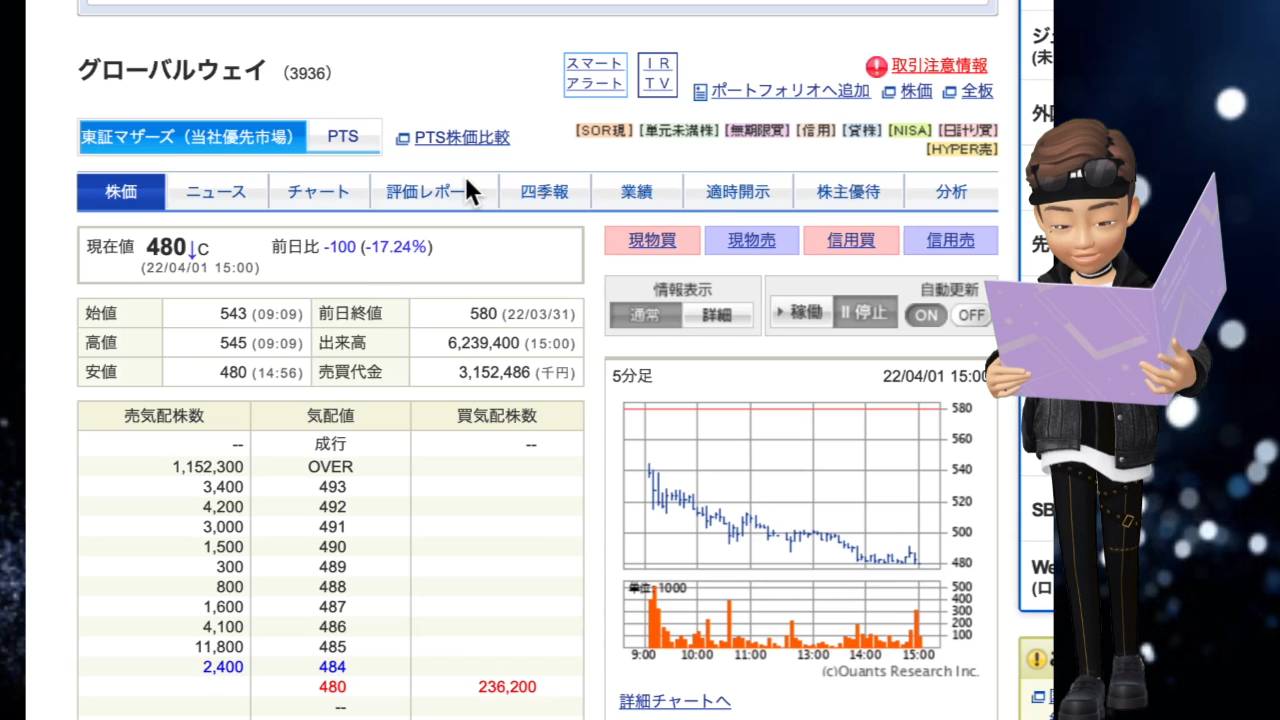 グローバルウェイ (3936)
スマート
アラート
ＩＲ
ＴＶ
取引注意情報
ポートフォリオへ追加 株価 全板
東証マザーズ（当社優先市場） PTS PTS株価比較
[SOR現] [単元未満株] [無期限寛] [信用] [貸株] [NISA] [日計り寛]
[HYPER売]
株価 ニュース チャート 評価レポー 四季報 業績 適時開示 株主優待 分析
現在値 480↓C 前日比 -100 (-17.24%)
(22/04/01 15:00)
現物買 現物売 信用買 信用売
情報表示
通常 詳細
自動更新
稼働 停止 ON OFF
始値 543 (09:09) 前日終値 580 (22/03/31)
高値 545 (09:09) 出来高 6,239,400 (15:00)
安値 480 (14:56) 売買代金 3,152,486 (千円)
売気配株数 気配値 買気配株数
-- 成行 --
1,152,300 OVER
3,400 493
4,200 492
3,000 491
1,500 490
300 489
800 488
1,600 487
4,100 486
11,800 485
2,400 484
480 236,200
--
5分足 22/04/01 15:00
580
560
540
520
500
480
単位: 1000
500
400
300
200
100
9:00 10:00 11:00 13:00 14:00 15:00
(c)Quants Research Inc.
詳細チャートへ
ジ
(未
外
先
SB
We
(ロ